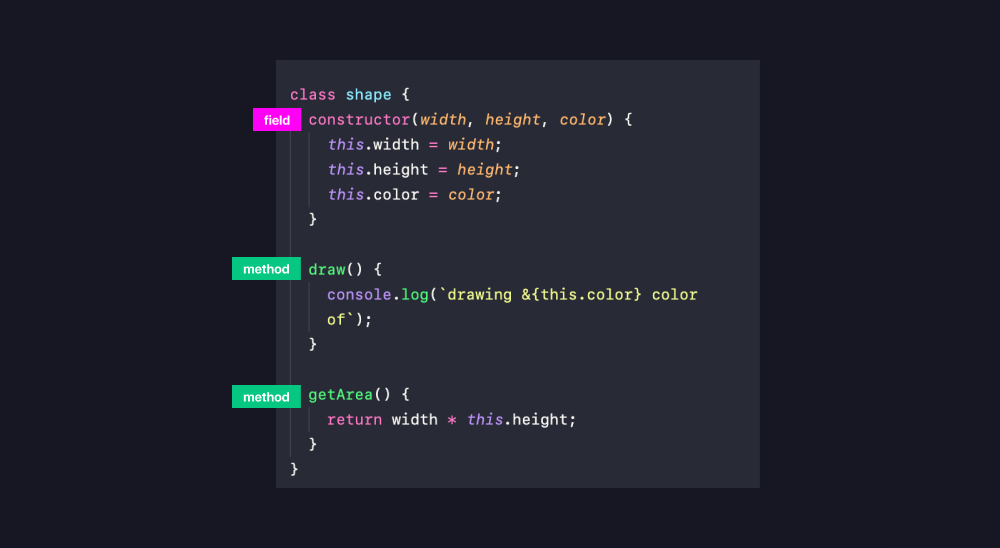 class shape {
field constructor(width, height, color) {
this.width = width;
this.height = height;
this.color = color;
}
method draw() {
console.log(`drawing &{this.color} color
of`);
}
method getArea() {
return width * this.height;
}
}